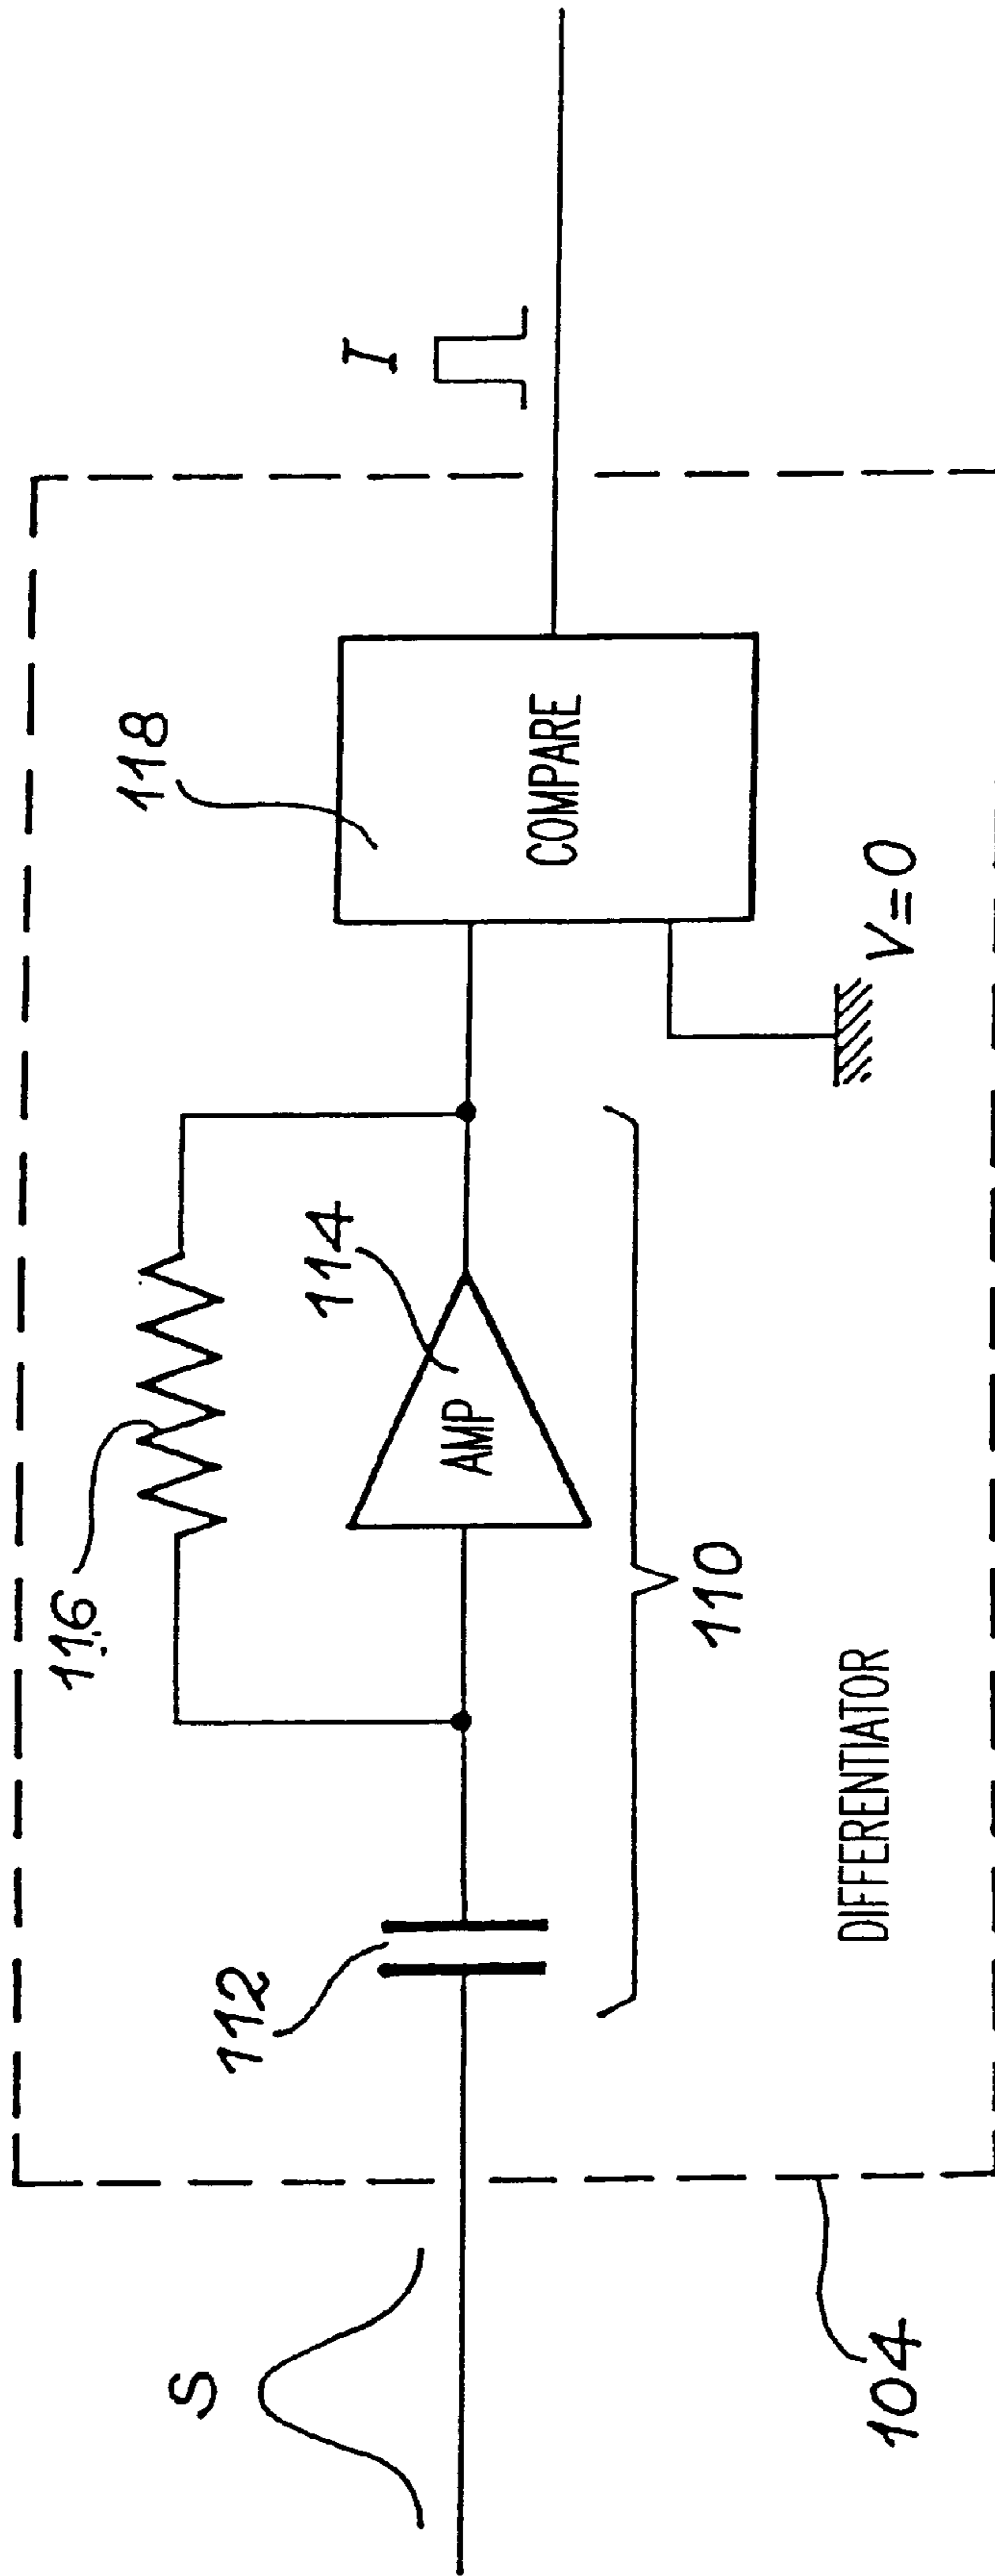 S
I
118
116
114
112
AMP
COMPARE
V=0
110
DIFFERENTIATOR
104